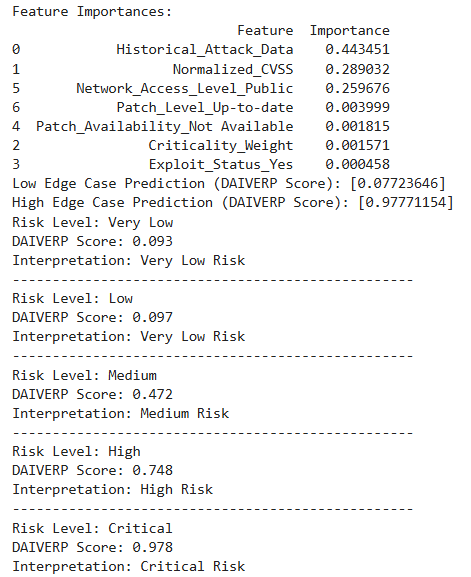 Feature Importances:
Feature Importance
0 Historical_Attack_Data 0.443451
1 Normalized_CVSS 0.289032
5 Network_Access_Level_Public 0.259676
6 Patch_Level_Up-to-date 0.003999
4 Patch_Availability_Not Available 0.001815
2 Criticality_Weight 0.001571
3 Exploit_Status_Yes 0.000458
Low Edge Case Prediction (DAIVERP Score): [0.07723646]
High Edge Case Prediction (DAIVERP Score): [0.97771154]
Risk Level: Very Low
DAIVERP Score: 0.093
Interpretation: Very Low Risk
--------------------------------------------------
Risk Level: Low
DAIVERP Score: 0.097
Interpretation: Very Low Risk
--------------------------------------------------
Risk Level: Medium
DAIVERP Score: 0.472
Interpretation: Medium Risk
--------------------------------------------------
Risk Level: High
DAIVERP Score: 0.748
Interpretation: High Risk
--------------------------------------------------
Risk Level: Critical
DAIVERP Score: 0.978
Interpretation: Critical Risk